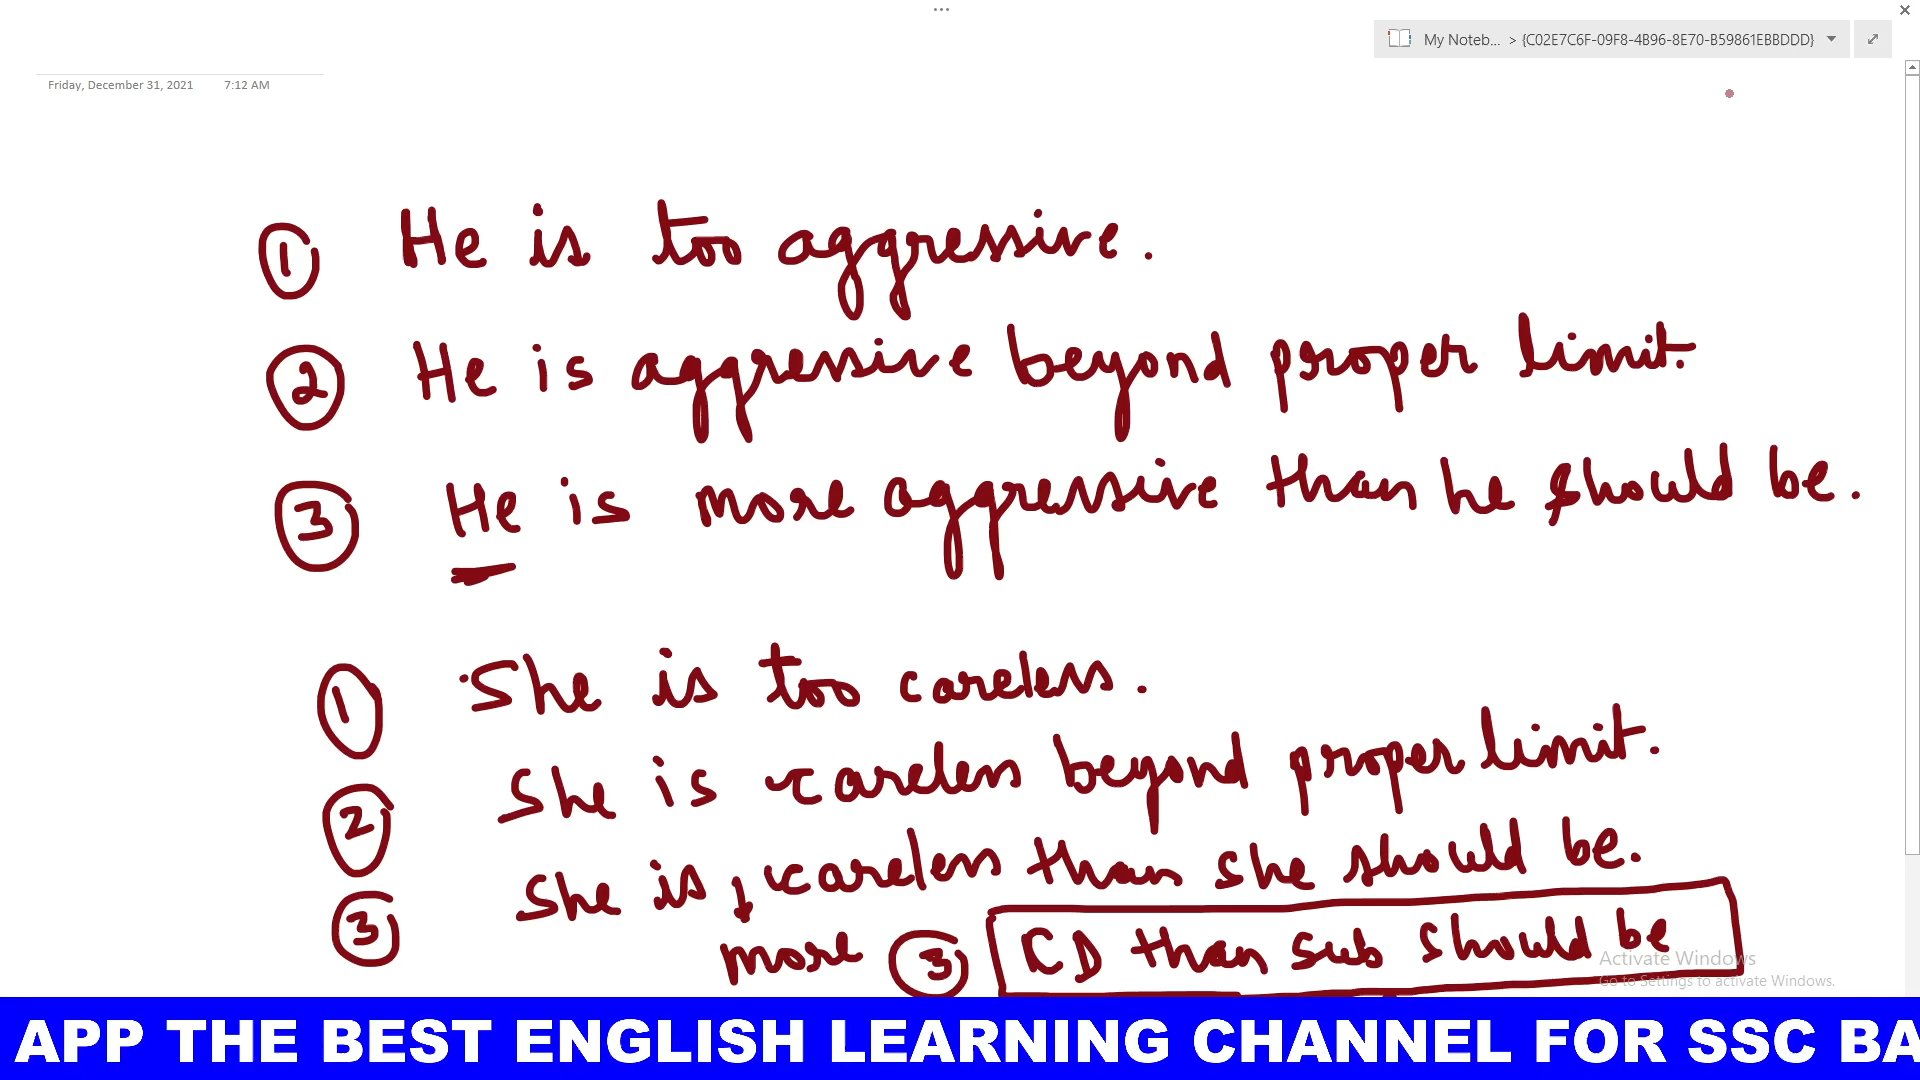 ...
My Noteb... > {C02E7C6F-09F8-4B96-8E70-B59861EBBDDD}
Friday, December 31, 2021 7:12 AM
① He is too aggressive.
② He is aggressive beyond proper limit.
③ He is more aggressive than he should be.
① She is too careless.
② She is careless beyond proper limit.
③ She is careless than she should be.
more ③ CD than sub should be
Activate Windows
Go to Settings to activate Windows.
APP THE BEST ENGLISH LEARNING CHANNEL FOR SSC BA